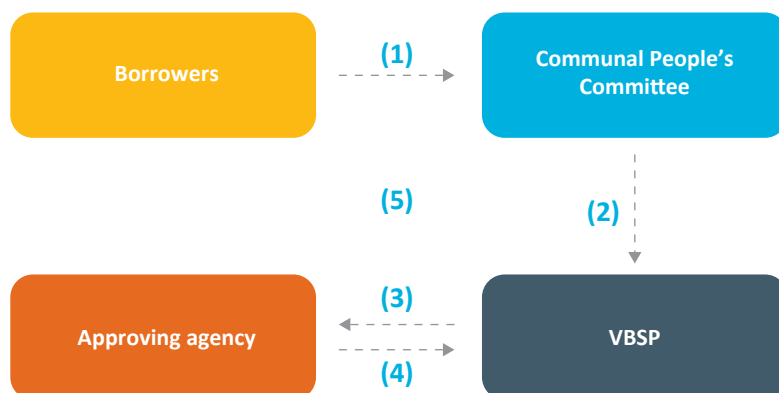 Borrowers
(1)
Communal People's
Committee
(5)
(2)
Approving agency
(3)
(4)
VBSP